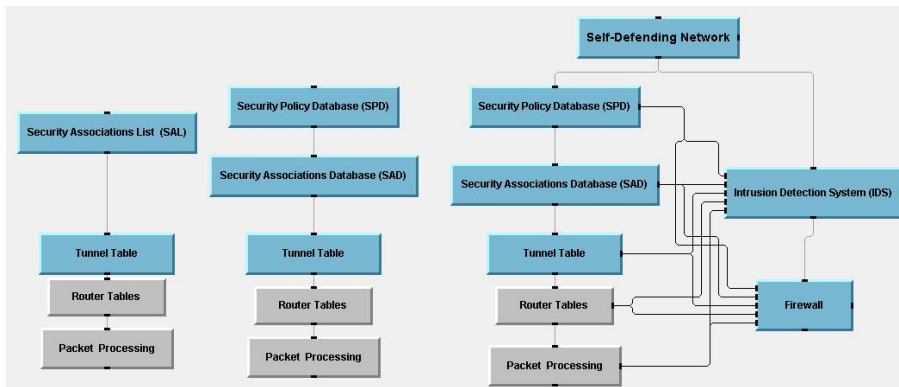 Self-Defending Network
Security Associations List (SAL)
Tunnel Table
Router Tables
Packet Processing
Security Policy Database (SPD)
Security Associations Database (SAD)
Tunnel Table
Router Tables
Packet Processing
Security Policy Database (SPD)
Security Associations Database (SAD)
Tunnel Table
Router Tables
Packet Processing
Intrusion Detection System (IDS)
Firewall